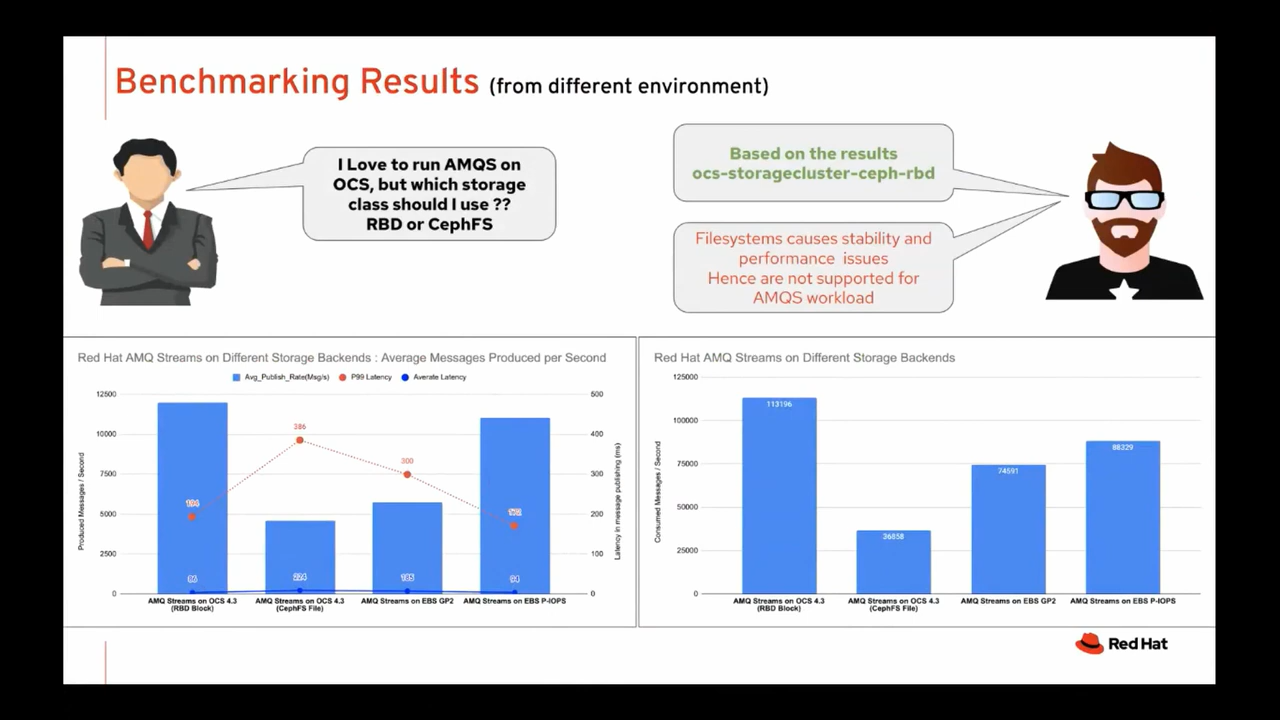 Benchmarking Results (from different environment)
I Love to run AMQS on
OCS, but which storage
class should I use ??
RBD or CephFS
Based on the results
ocs-storagecluster-ceph-rbd
Filesystems causes stability and
performance issues
Hence are not supported for
AMQS workload
Red Hat AMQ Streams on Different Storage Backends : Average Messages Produced per Second
Avg_Publish_Rate(Msg/s)
P99 Latency
Averate Latency
Produced Messages / Second
12500
10000
7500
5000
2500
0
194
386
300
172
224
185
94
500
400
300
200
100
0
Latency in message publishing (ms)
AMQ Streams on OCS 4.3
(RBD Block)
AMQ Streams on OCS 4.3
(CephFS File)
AMQ Streams on EBS GP2
AMQ Streams on EBS P-IOPS
Red Hat AMQ Streams on Different Storage Backends
Consumed Messages / Second
125000
100000
75000
50000
25000
0
113196
36858
74591
88329
AMQ Streams on OCS 4.3
(RBD Block)
AMQ Streams on OCS 4.3
(CephFS File)
AMQ Streams on EBS GP2
AMQ Streams on EBS P-IOPS
Red Hat